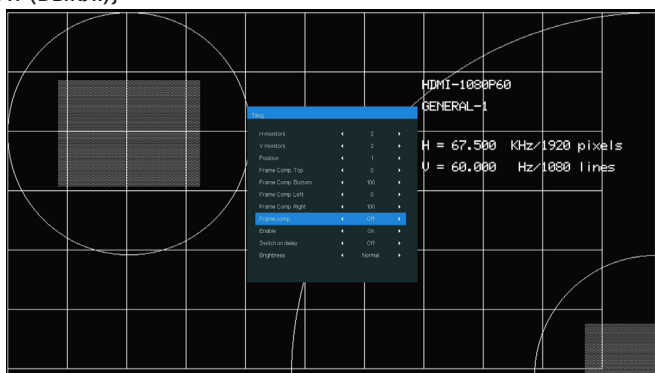 HDMI-1080P60
GENERAL-1
H = 67.500 KHz/1920 pixels
V = 60.000 Hz/1080 lines
Tiling
H monitors 2
V monitors 2
Position 1
Frame Comp. Top 0
Frame Comp. Bottom 100
Frame Comp. Left 0
Frame Comp. Right 100
Frame comp. Off
Enable On
Switch on delay Off
Brightness Normal